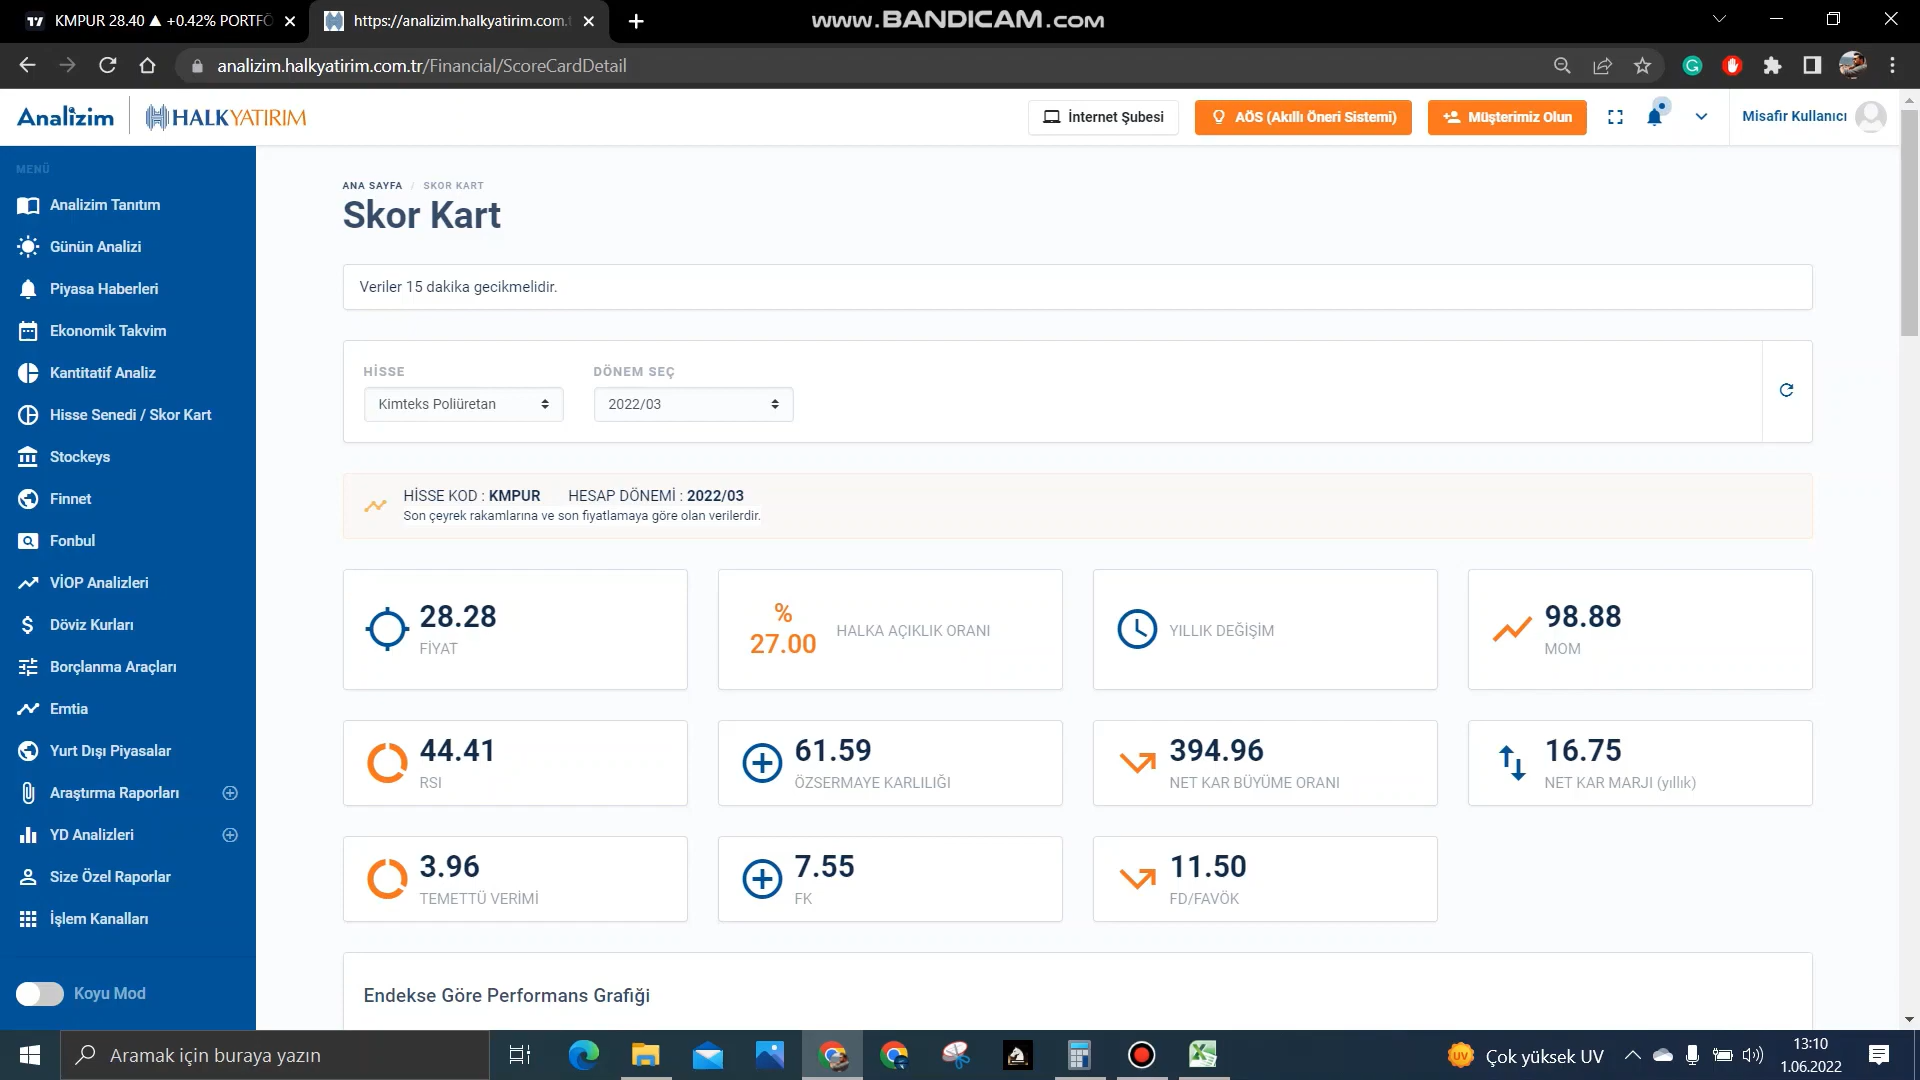 KMPUR 28.40 ▲ +0.42% PORTFÖ
https://analizim.halkyatirim.com.t
www.BANDICAM.com
analizim.halkyatirim.com.tr/Financial/ScoreCardDetail
Analizim
HALKYATIRIM
İnternet Şubesi
AÖS (Akıllı Öneri Sistemi)
Müşterimiz Olun
Misafir Kullanıcı
MENÜ
Analizim Tanıtım
Günün Analizi
Piyasa Haberleri
Ekonomik Takvim
Kantitatif Analiz
Hisse Senedi / Skor Kart
Stockeys
Finnet
Fonbul
VİOP Analizleri
Döviz Kurları
Borçlanma Araçları
Emtia
Yurt Dışı Piyasalar
Araştırma Raporları
YD Analizleri
Size Özel Raporlar
İşlem Kanalları
Koyu Mod
ANA SAYFA / SKOR KART
Skor Kart
Veriler 15 dakika gecikmelidir.
HİSSE
DÖNEM SEÇ
Kimteks Poliüretan
2022/03
HİSSE KOD : KMPUR HESAP DÖNEMİ : 2022/03
Son çeyrek rakamlarına ve son fiyatlamaya göre olan verilerdir.
28.28
FİYAT
%
27.00
HALKA AÇIKLIK ORANI
YILLIK DEĞİŞİM
98.88
MOM
44.41
RSI
61.59
ÖZSERMAYE KARLILIĞI
394.96
NET KAR BÜYÜME ORANI
16.75
NET KAR MARJI (yıllık)
3.96
TEMETTÜ VERİMİ
7.55
FK
11.50
FD/FAVÖK
Endekse Göre Performans Grafiği
Aramak için buraya yazın
UV
Çok yüksek UV
13:10
1.06.2022